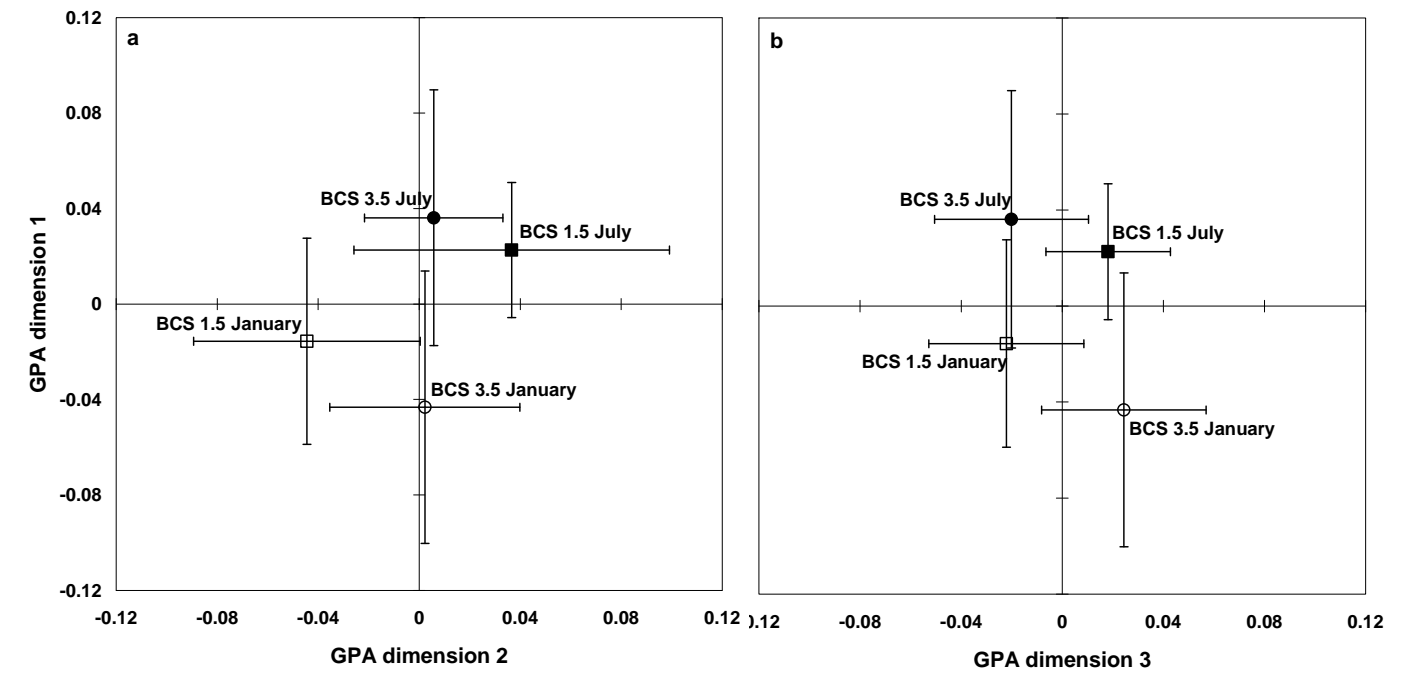 a
0.12
0.08
0.04
0
-0.04
-0.08
-0.12
GPA dimension 1
BCS 3.5 July
BCS 1.5 July
BCS 1.5 January
BCS 3.5 January
-0.12 -0.08 -0.04 0 0.04 0.08 0.12
GPA dimension 2
b
BCS 3.5 July
BCS 1.5 July
BCS 1.5 January
BCS 3.5 January
0.12 -0.08 -0.04 0 0.04 0.08 0.12
GPA dimension 3